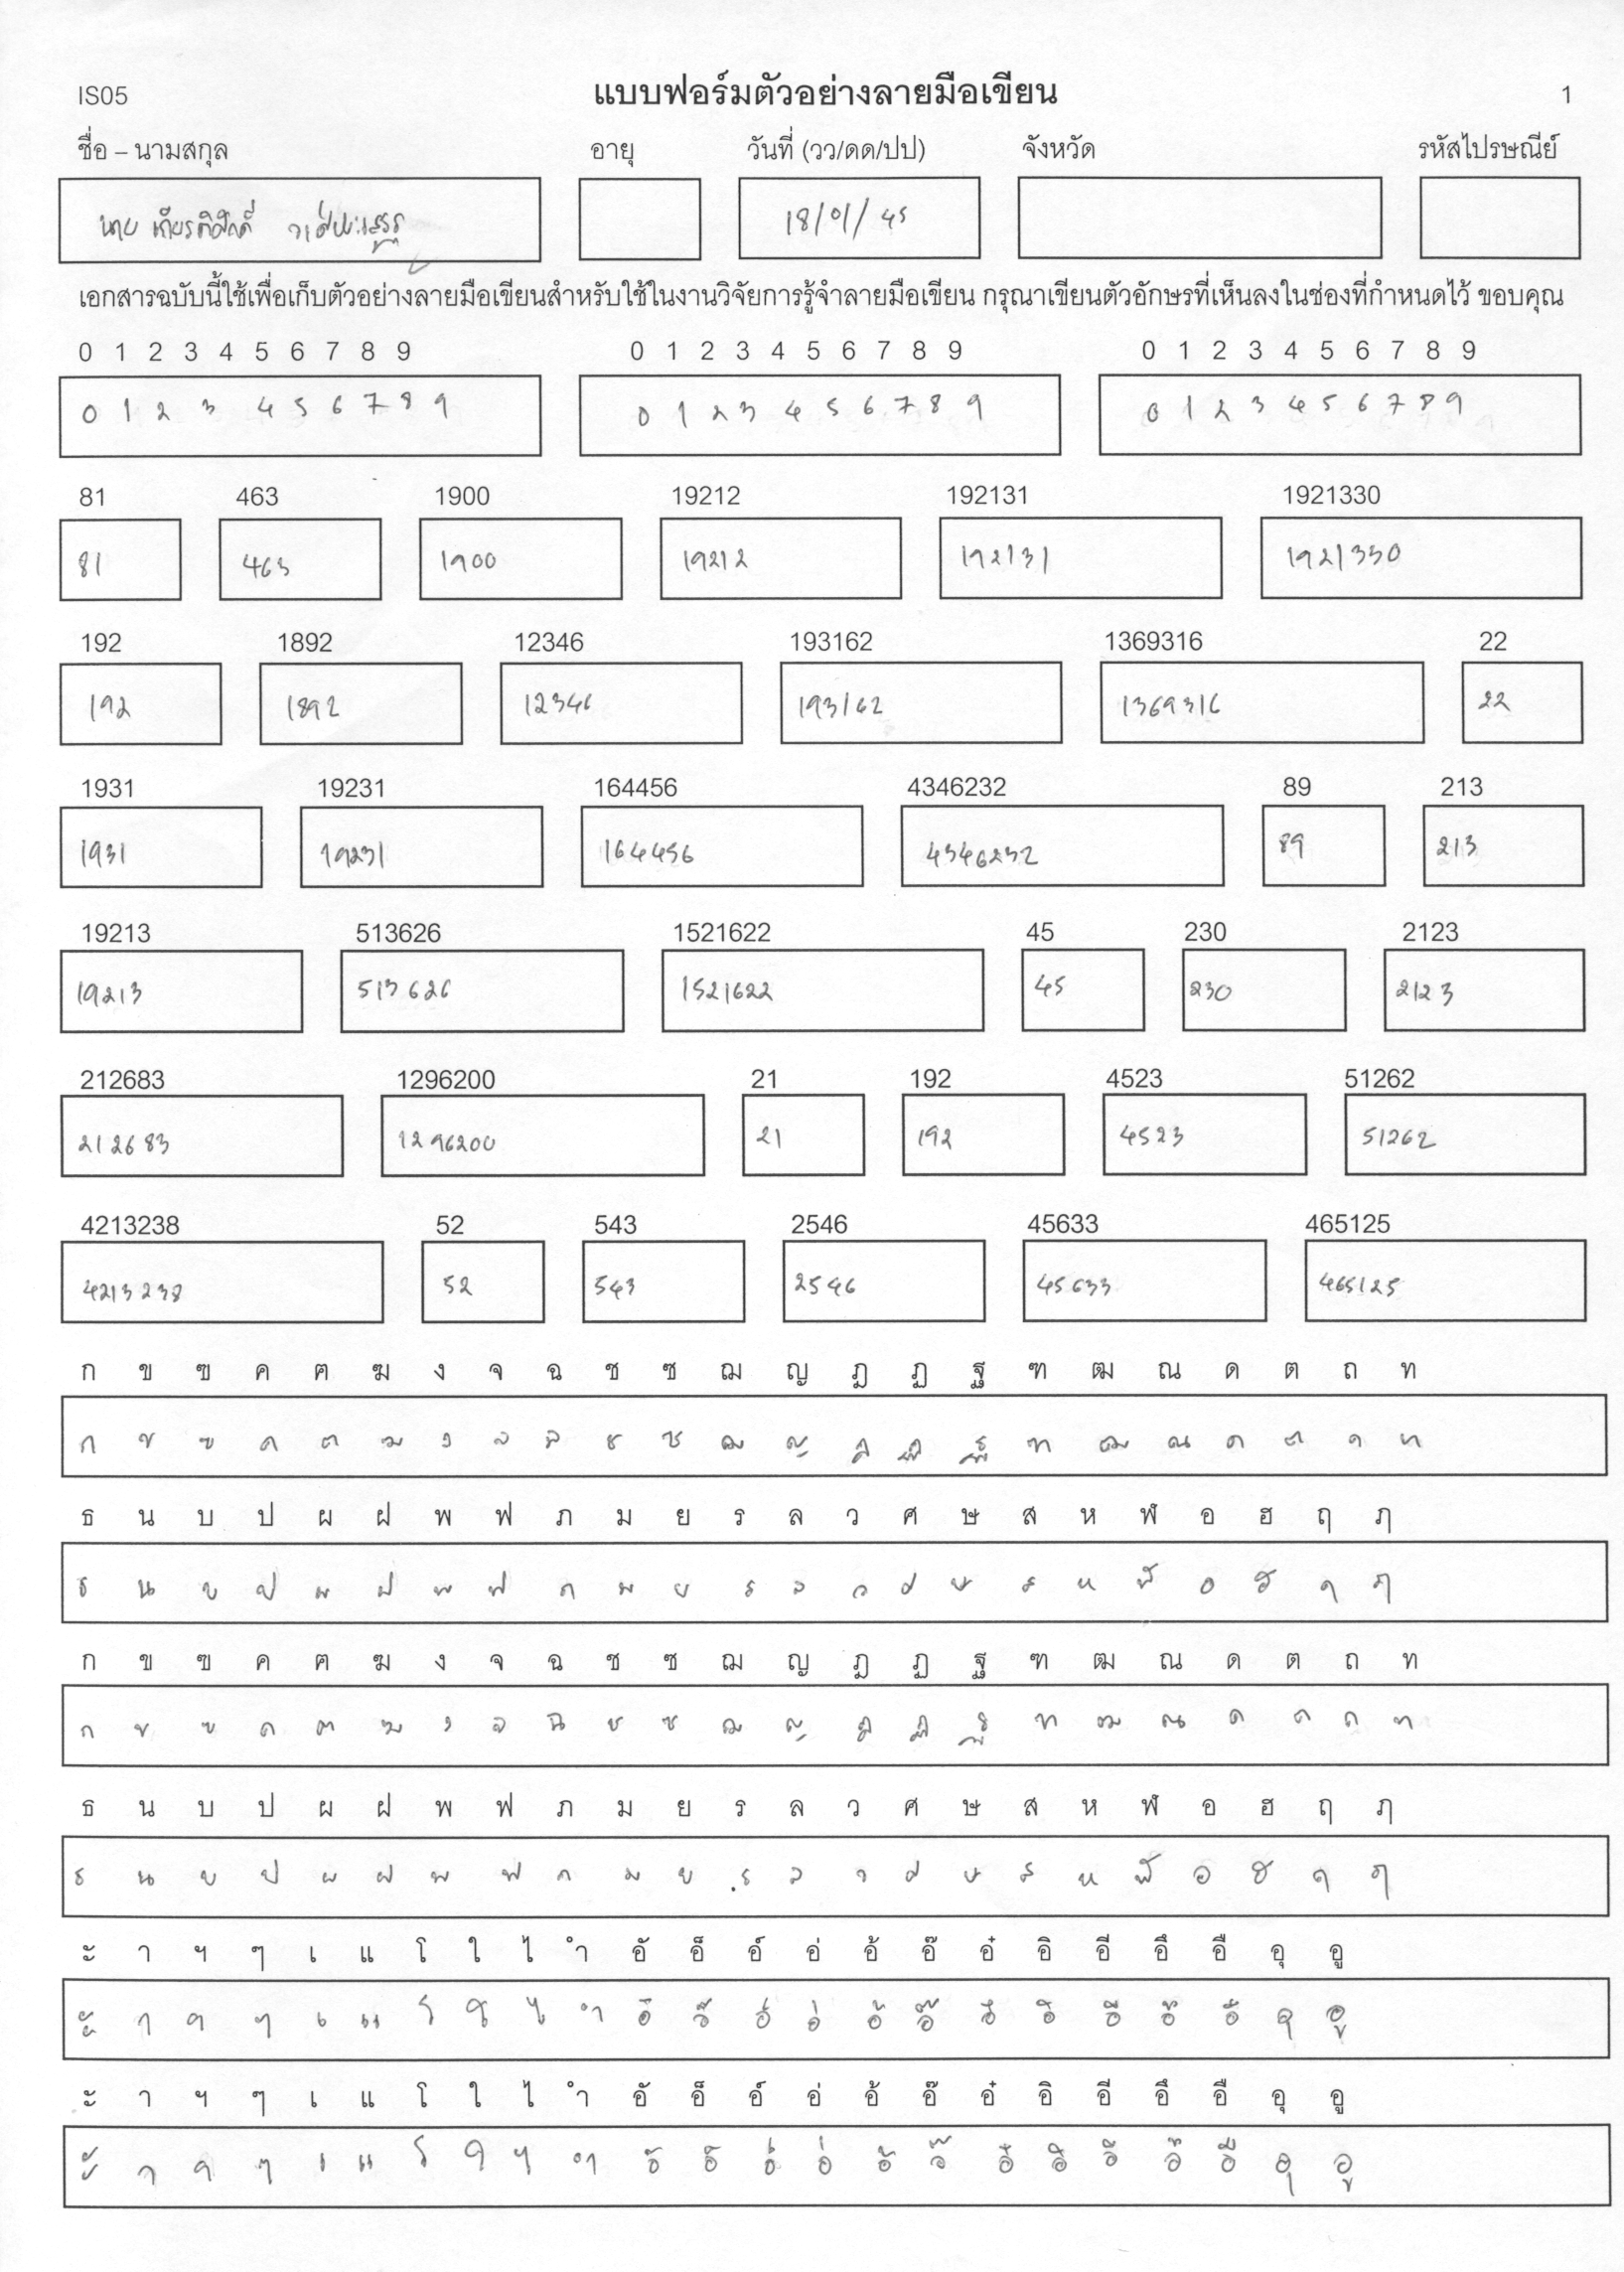 IS05 แบบฟอร์มตัวอย่างลายมือเขียน 1
ชื่อ – นามสกุล อายุ วันที่ (วว/ดด/ปป) จังหวัด รหัสไปรษณีย์
นาย เกียรติศักดิ์ 18/01/45
เอกสารฉบับนี้ใช้เพื่อเก็บตัวอย่างลายมือเขียนสำหรับใช้ในงานวิจัยการรู้จำลายมือเขียน กรุณาเขียนตัวอักษรที่เห็นลงในช่องที่กำหนดไว้ ขอบคุณ
0 1 2 3 4 5 6 7 8 9 0 1 2 3 4 5 6 7 8 9 0 1 2 3 4 5 6 7 8 9
0 1 2 3 4 5 6 7 8 9 0 1 2 3 4 5 6 7 8 9 0 1 2 3 4 5 6 7 8 9
81 463 1900 19212 192131 1921330
81 463 1900 19212 192131 1921330
192 1892 12346 193162 1369316 22
192 1892 12346 193162 1369316 22
1931 19231 164456 4346232 89 213
1931 19231 164456 4346232 89 213
19213 513626 1521622 45 230 2123
19213 513626 1521622 45 230 2123
212683 1296200 21 192 4523 51262
212683 1296200 21 192 4523 51262
4213238 52 543 2546 45633 465125
4213238 52 543 2546 45633 465125
ก ข ฃ ค ฅ ฆ ง จ ฉ ช ซ ฌ ญ ฎ ฏ ฐ ฑ ฒ ณ ด ต ถ ท
ก ข ฃ ค ฅ ฆ ง จ ฉ ช ซ ฌ ญ ฎ ฏ ฐ ฑ ฒ ณ ด ต ถ ท
ธ น บ ป ผ ฝ พ ฟ ภ ม ย ร ล ว ศ ษ ส ห ฬ อ ฮ ฤ ฦ
ธ น บ ป ผ ฝ พ ฟ ภ ม ย ร ล ว ศ ษ ส ห ฬ อ ฮ ฤ ฦ
ก ข ฃ ค ฅ ฆ ง จ ฉ ช ซ ฌ ญ ฎ ฏ ฐ ฑ ฒ ณ ด ต ถ ท
ก ข ฃ ค ฅ ฆ ง จ ฉ ช ซ ฌ ญ ฎ ฏ ฐ ฑ ฒ ณ ด ต ถ ท
ธ น บ ป ผ ฝ พ ฟ ภ ม ย ร ล ว ศ ษ ส ห ฬ อ ฮ ฤ ฦ
ธ น บ ป ผ ฝ พ ฟ ภ ม ย ร ล ว ศ ษ ส ห ฬ อ ฮ ฤ ฦ
ะ า ฯ ๆ เ แ โ ใ ไ ำ อั อ็ อ์ อ่ อ้ อ๊ อ๋ อิ อี อึ อื อุ อู
ะ า ฯ ๆ เ แ โ ใ ไ ำ อั อ็ อ์ อ่ อ้ อ๊ อ๋ อิ อี อึ อื อุ อู
ะ า ฯ ๆ เ แ โ ใ ไ ำ อั อ็ อ์ อ่ อ้ อ๊ อ๋ อิ อี อึ อื อุ อู
ะ า ฯ ๆ เ แ โ ใ ไ ำ อั อ็ อ์ อ่ อ้ อ๊ อ๋ อิ อี อึ อื อุ อู